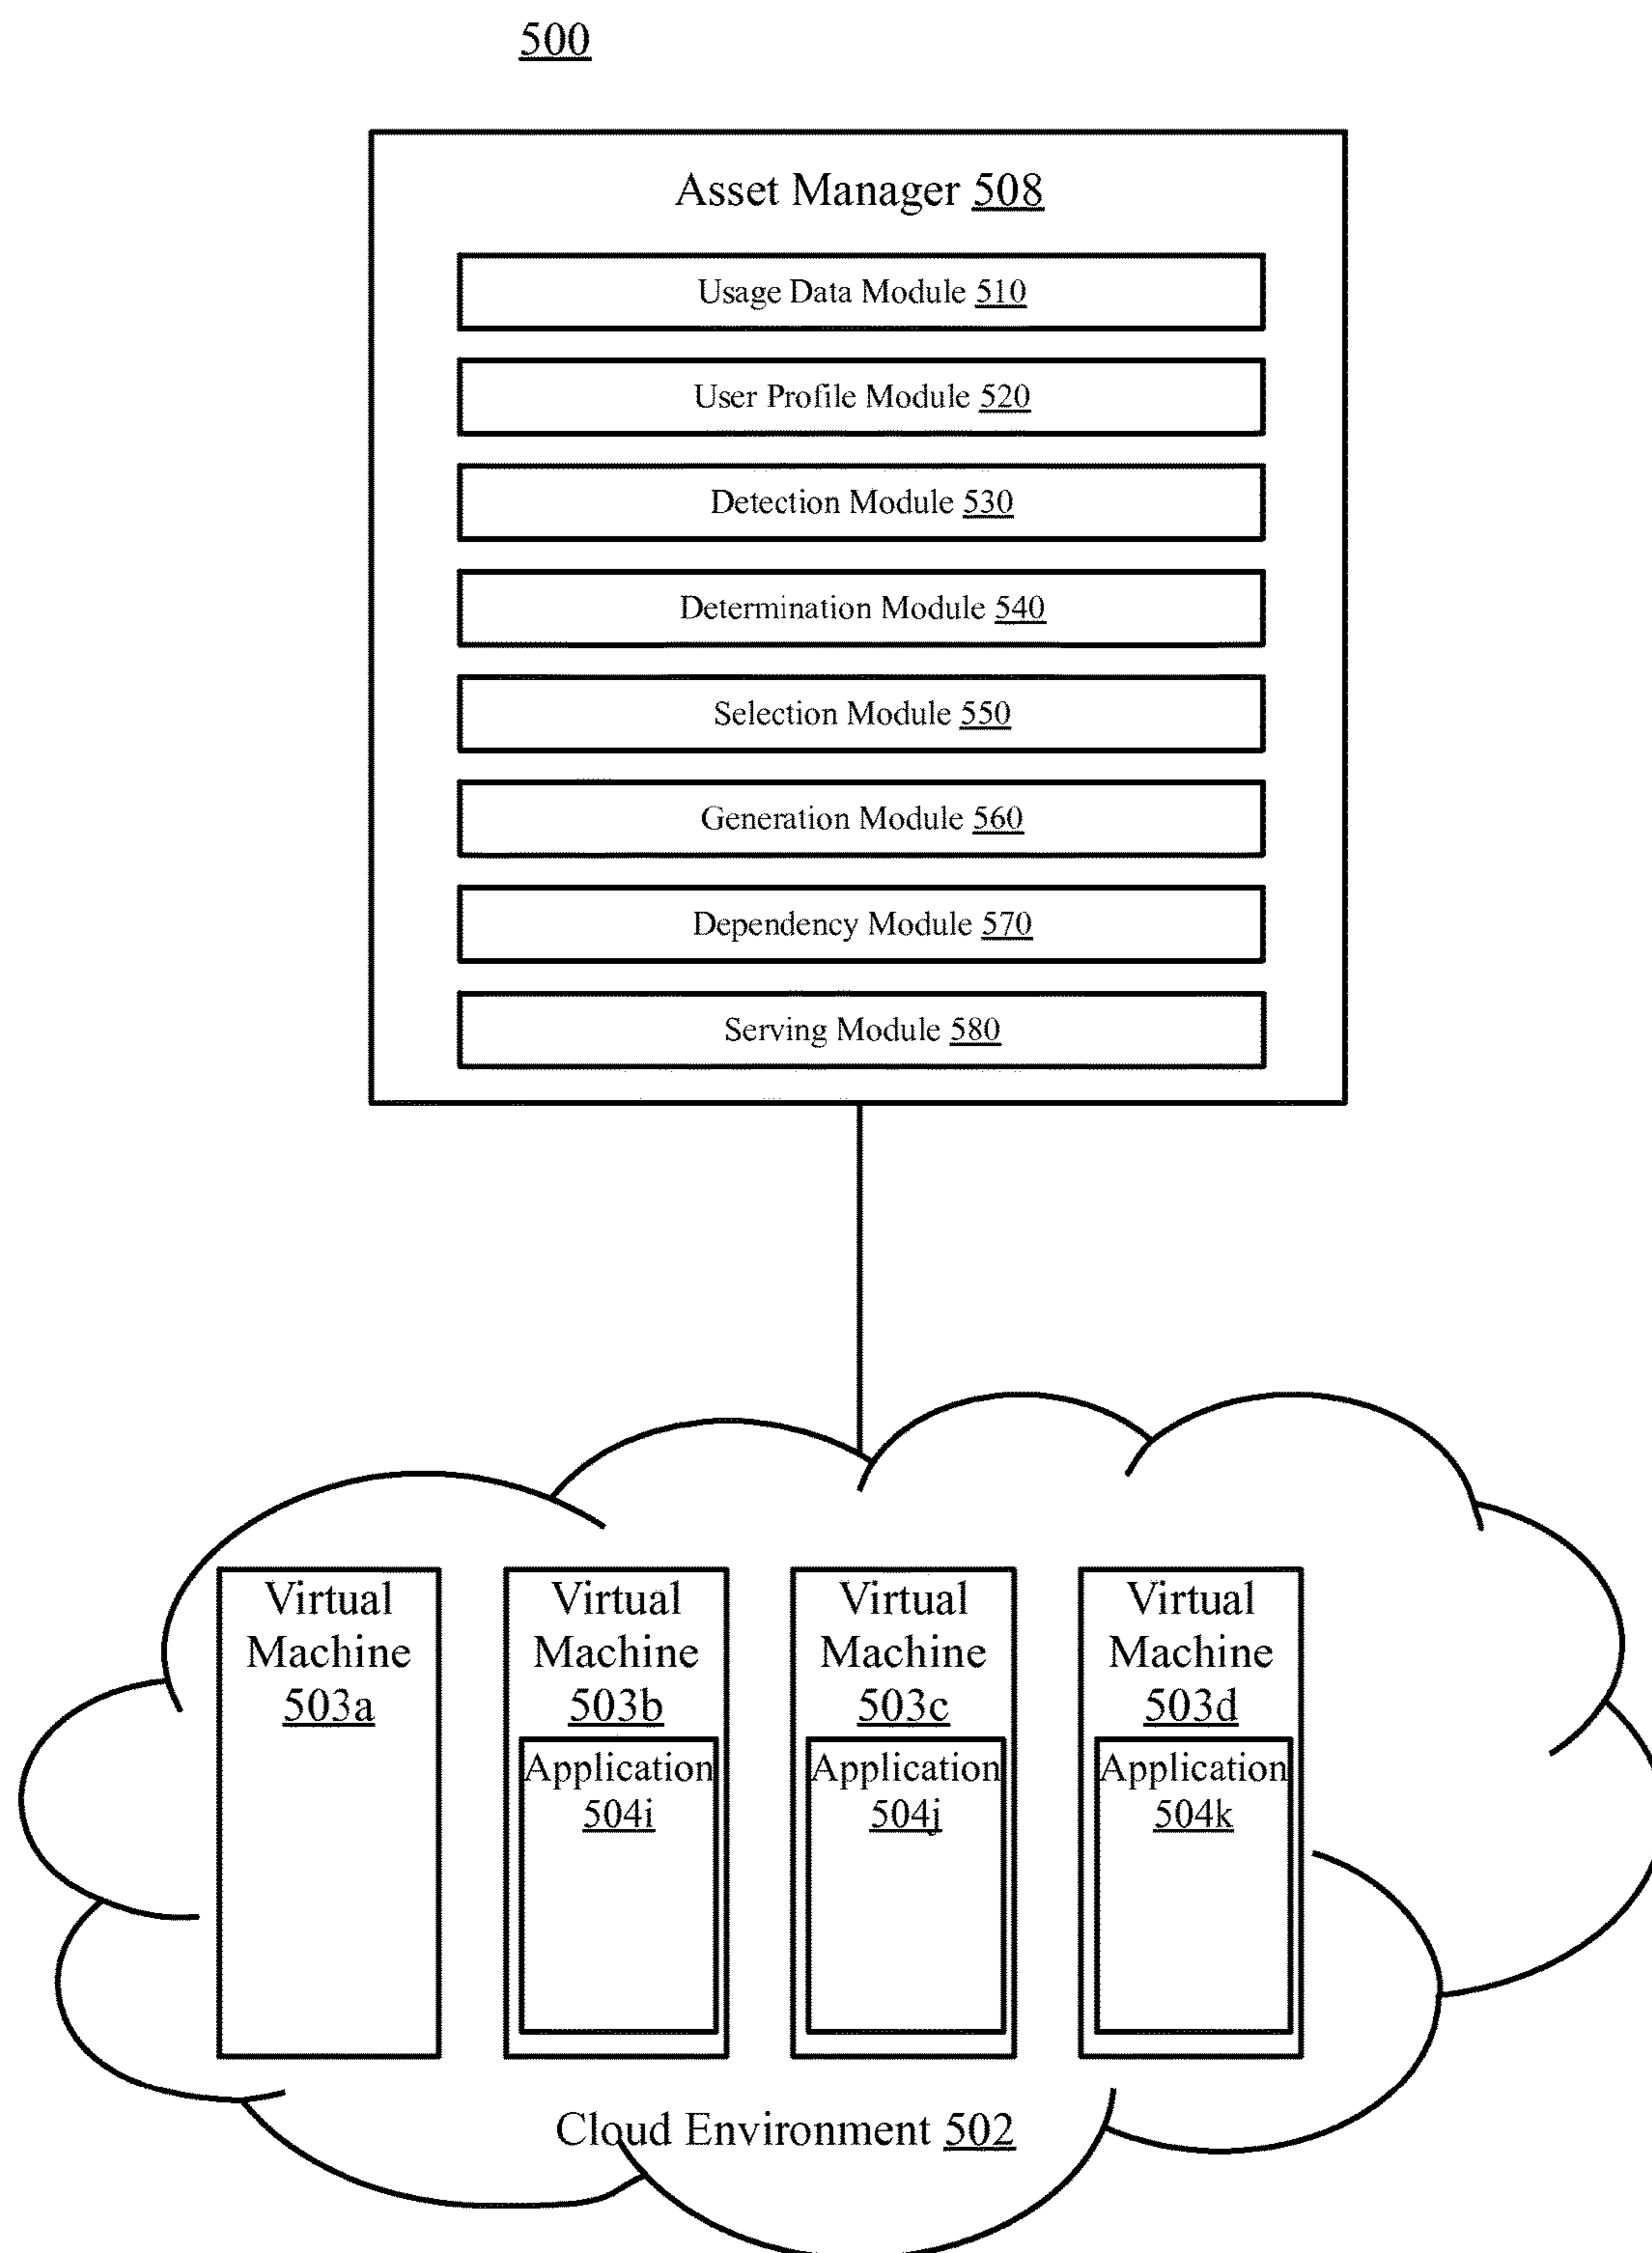 500
Asset Manager 508
Usage Data Module 510
User Profile Module 520
Detection Module 530
Determination Module 540
Selection Module 550
Generation Module 560
Dependency Module 570
Serving Module 580
Virtual
Machine
503a
Virtual
Machine
503b
Application
504i
Virtual
Machine
503c
Application
504j
Virtual
Machine
503d
Application
504k
Cloud Environment 502